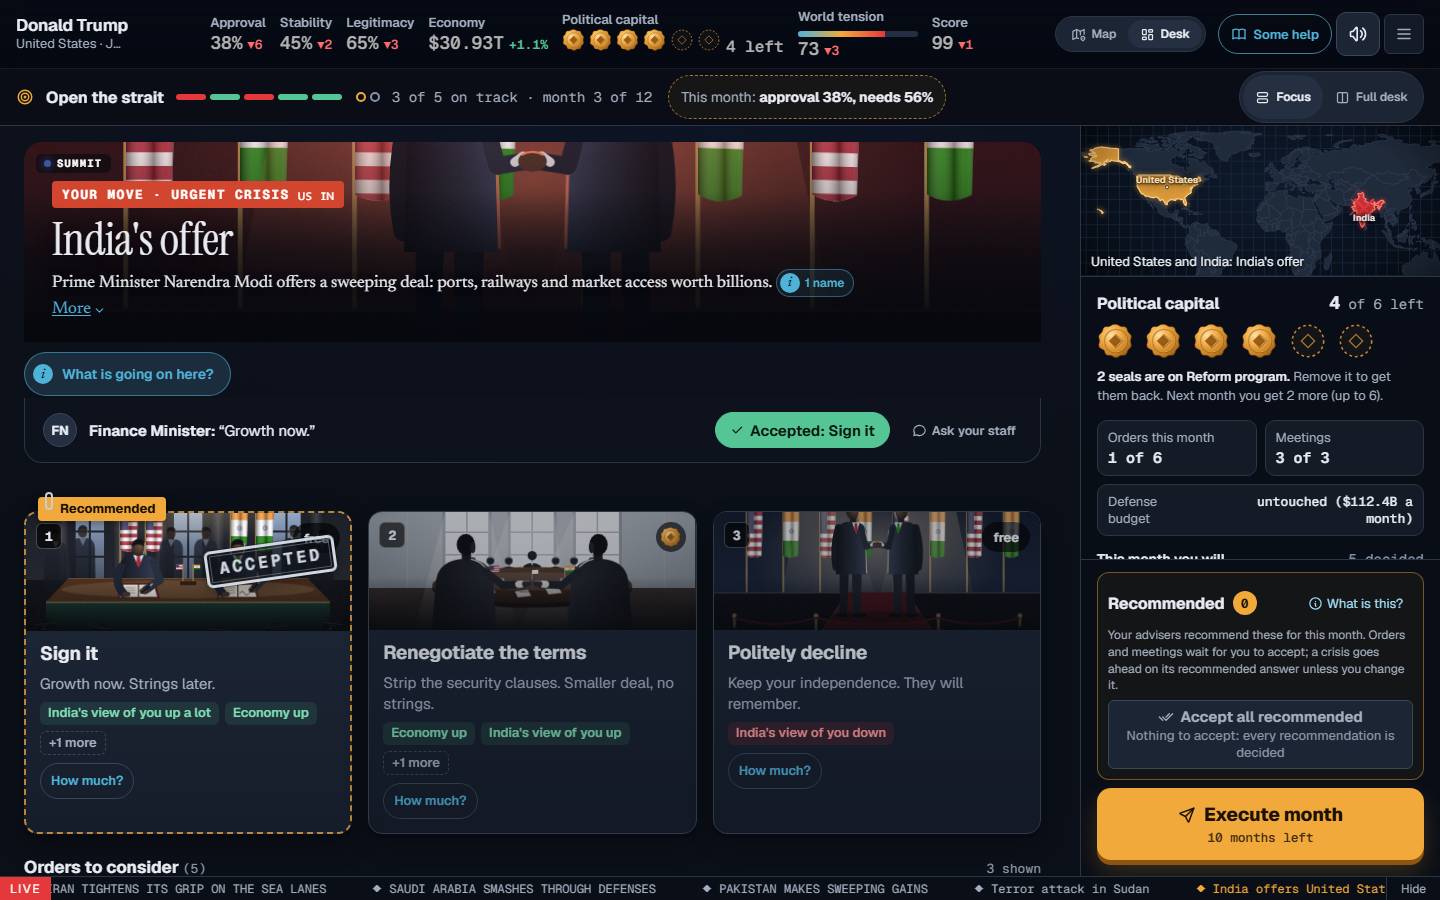 Donald Trump
United States · J...
Approval
38% ▾6
Stability
45% ▾2
Legitimacy
65% ▾3
Economy
$30.93T +1.1%
Political capital
4 left
World tension
73 ▾3
Score
99 ▾1
Map
Desk
Some help
Open the strait
3 of 5 on track · month 3 of 12
This month: approval 38%, needs 56%
Focus
Full desk
SUMMIT
YOUR MOVE · URGENT CRISIS US IN
India's offer
Prime Minister Narendra Modi offers a sweeping deal: ports, railways and market access worth billions. i 1 name
More
i What is going on here?
FN Finance Minister: “Growth now.”
Accepted: Sign it
Ask your staff
Recommended
1
ACCEPTED
Sign it
Growth now. Strings later.
India's view of you up a lot
Economy up
+1 more
How much?
2
Renegotiate the terms
Strip the security clauses. Smaller deal, no
strings.
Economy up
India's view of you up
+1 more
How much?
3
free
Politely decline
Keep your independence. They will
remember.
India's view of you down
How much?
Orders to consider (5)
3 shown
United States
India
United States and India: India's offer
Political capital
4 of 6 left
2 seals are on Reform program. Remove it to get
them back. Next month you get 2 more (up to 6).
Orders this month
1 of 6
Meetings
3 of 3
Defense
budget
untouched ($112.4B a
month)
This month you will
5 decided
Recommended 0
What is this?
Your advisers recommend these for this month. Orders
and meetings wait for you to accept; a crisis goes
ahead on its recommended answer unless you change
it.
Accept all recommended
Nothing to accept: every recommendation is
decided
Execute month
10 months left
LIVE
RAN TIGHTENS ITS GRIP ON THE SEA LANES
◆ SAUDI ARABIA SMASHES THROUGH DEFENSES
◆ PAKISTAN MAKES SWEEPING GAINS
◆ Terror attack in Sudan
◆ India offers United Stat
Hide